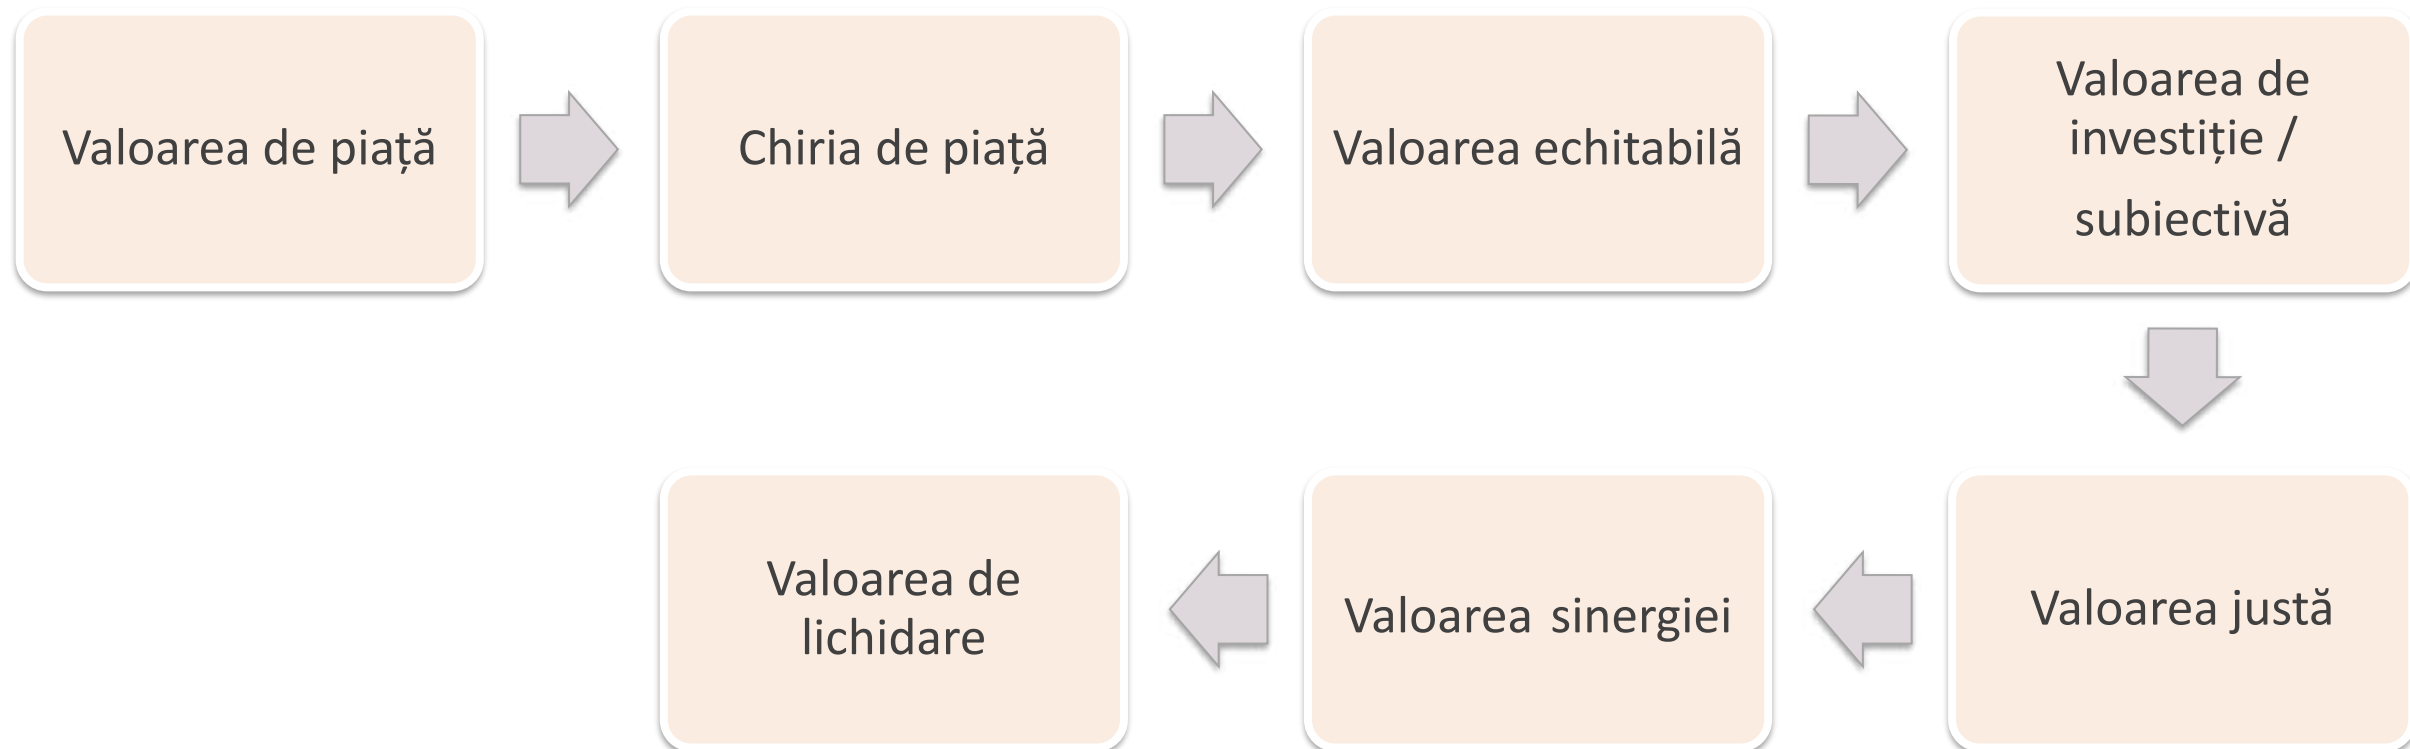 Valoarea de piață
Chiria de piață
Valoarea echitabilă
Valoarea de
investiție /
subiectivă
Valoarea justă
Valoarea sinergiei
Valoarea de
lichidare